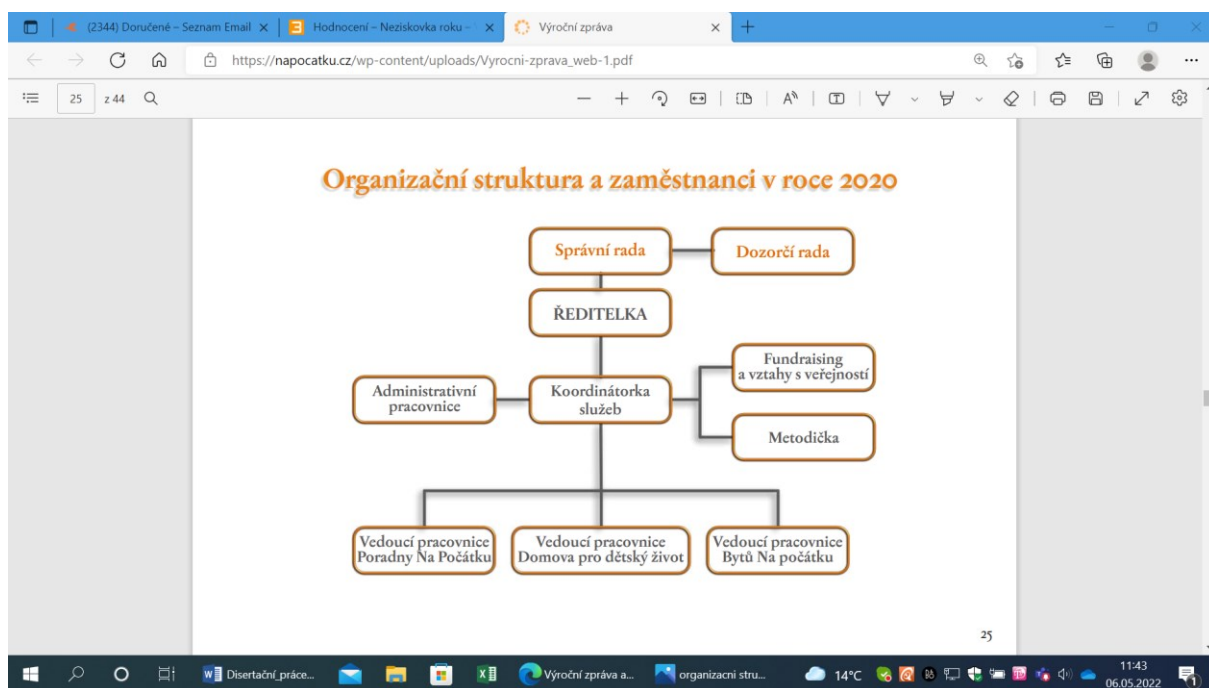 (2344) Doručené – Seznam Email
Hodnocení – Neziskovka roku –
Výroční zpráva
https://napocatku.cz/wp-content/uploads/Vyrocni-zprava_web-1.pdf
25 z 44
Organizační struktura a zaměstnanci v roce 2020
Správní rada
Dozorčí rada
ŘEDITELKA
Fundraising
a vztahy s veřejností
Administrativní
pracovnice
Koordinátorka
služeb
Metodička
Vedoucí pracovnice
Poradny Na Počátku
Vedoucí pracovnice
Domova pro dětský život
Vedoucí pracovnice
Bytů Na počátku
25
Disertační_práce...
Výroční zpráva a...
organizacni stru...
14°C
11:43
06.05.2022